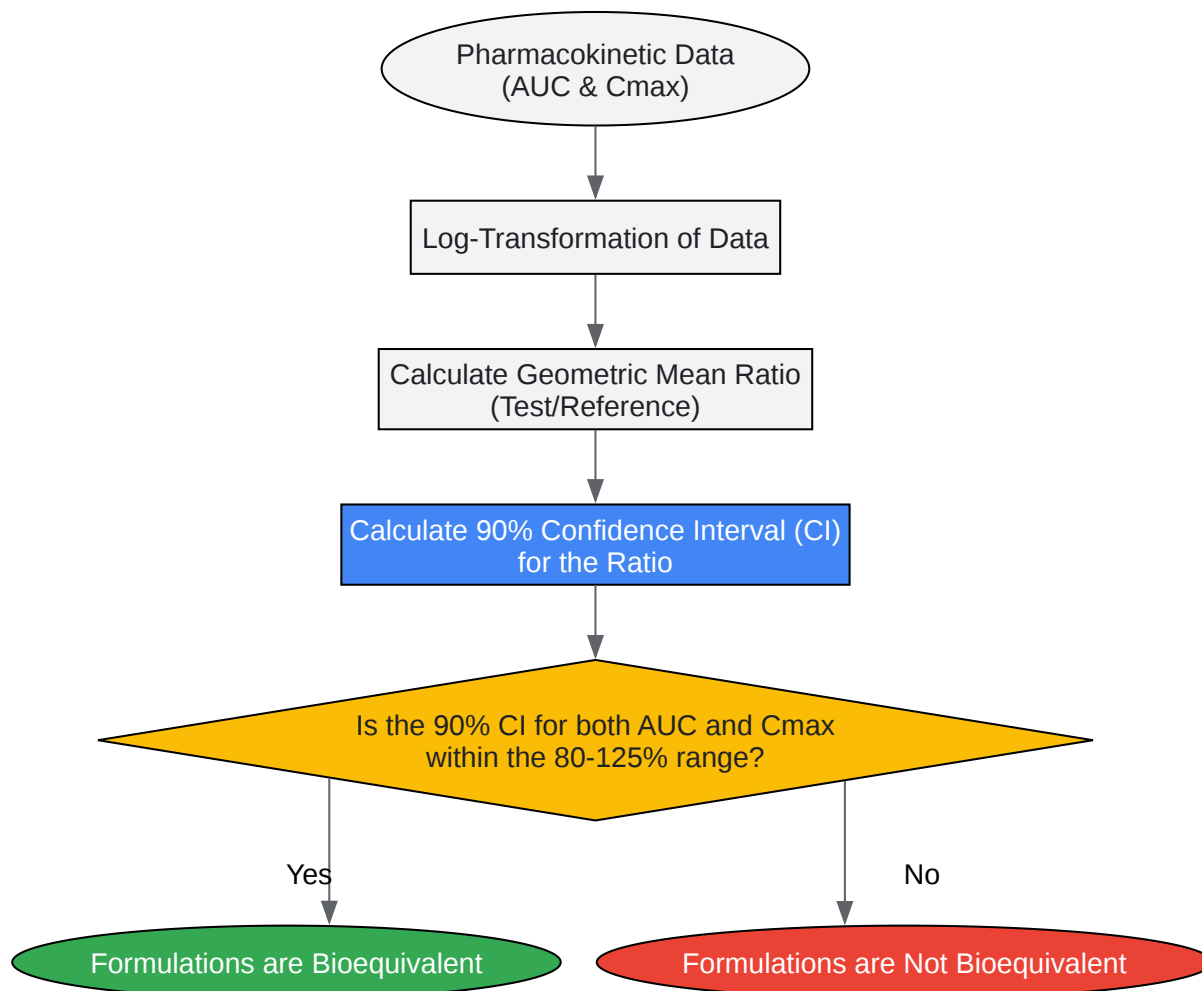 Pharmacokinetic Data
(AUC & Cmax)
Log-Transformation of Data
Calculate Geometric Mean Ratio
(Test/Reference)
Calculate 90% Confidence Interval (CI)
for the Ratio
Is the 90% CI for both AUC and Cmax
within the 80-125% range?
Yes
No
Formulations are Bioequivalent
Formulations are Not Bioequivalent